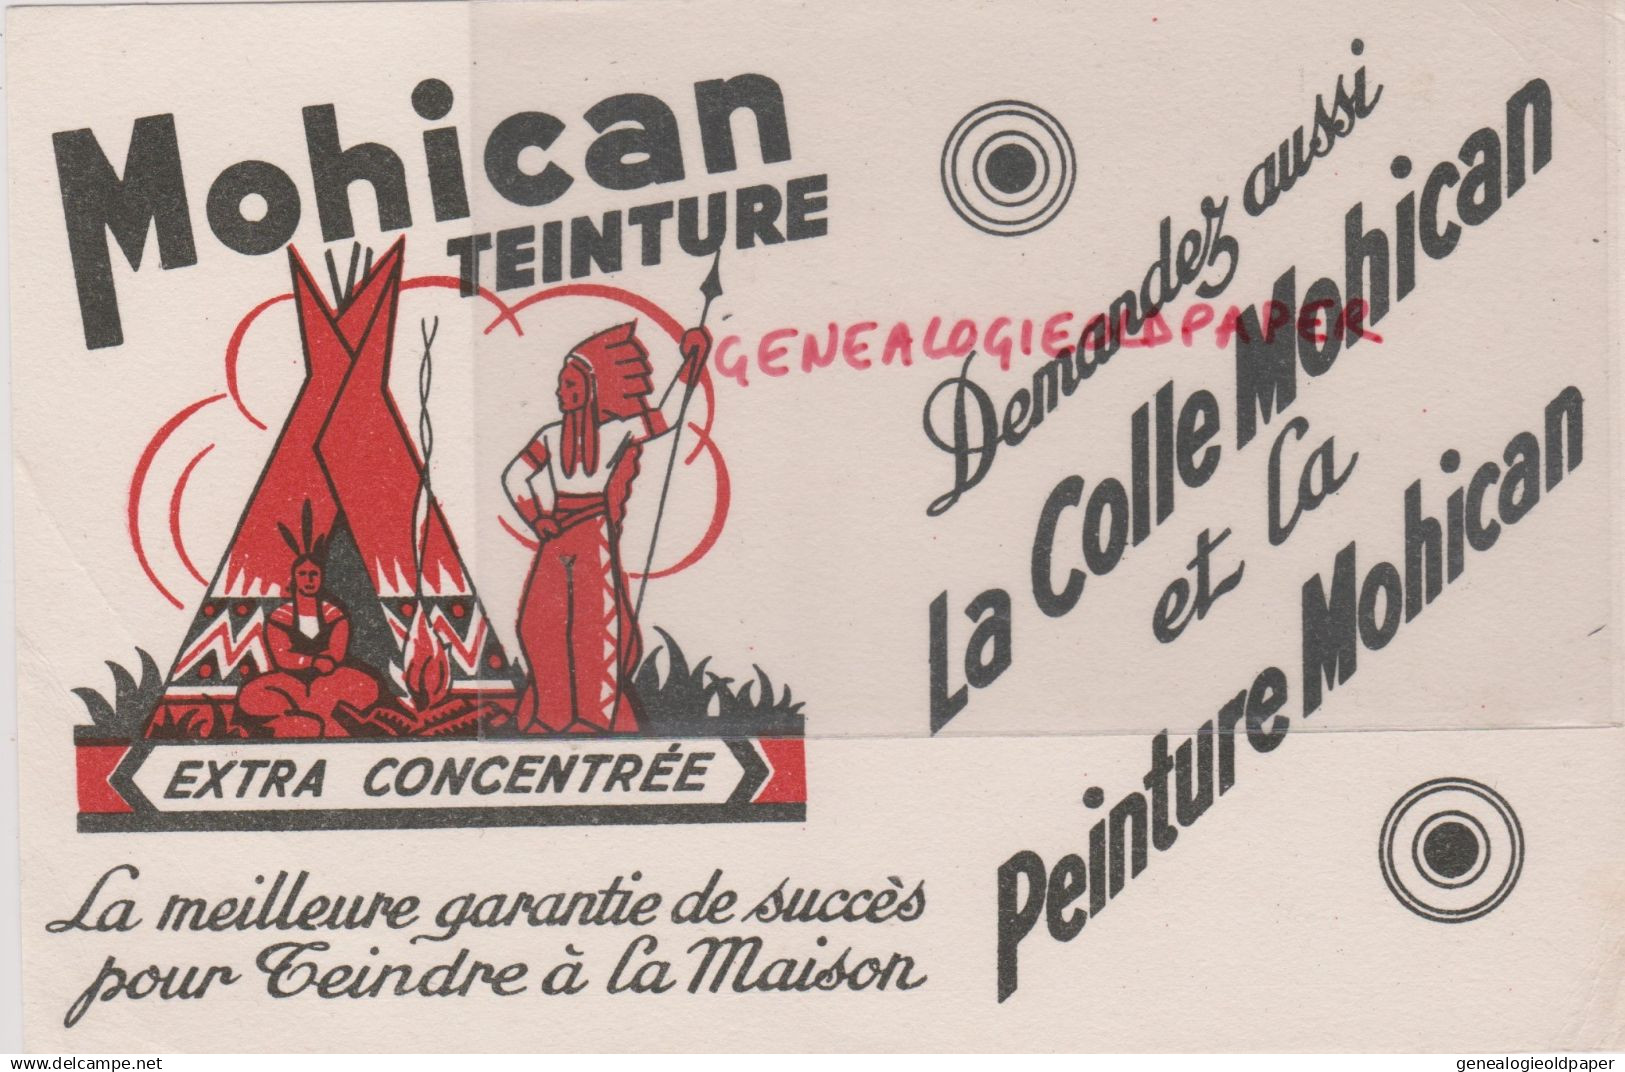 Mohican
TEINTURE
EXTRA CONCENTRÉE
La meilleure garantie de succès
pour Teindre à la Maison
Demandez aussi
La Colle Mohican
et la
Peinture Mohican
GENEALOGIEOLDPAPER
genealogieoldpaper
delcampe.net